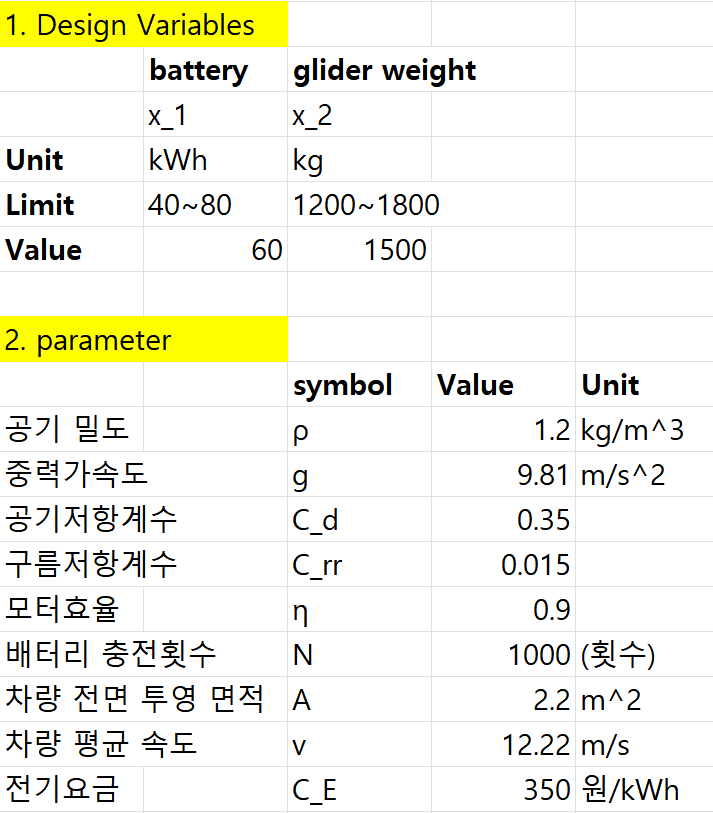 1. Design Variables
battery glider weight
x_1 x_2
Unit kWh kg
Limit 40~80 1200~1800
Value 60 1500
2. parameter
symbol Value Unit
공기 밀도 ρ 1.2 kg/m^3
중력가속도 g 9.81 m/s^2
공기저항계수 C_d 0.35
구름저항계수 C_rr 0.015
모터효율 η 0.9
배터리 충전횟수 N 1000 (횟수)
차량 전면 투영 면적 A 2.2 m^2
차량 평균 속도 v 12.22 m/s
전기요금 C_E 350 원/kWh